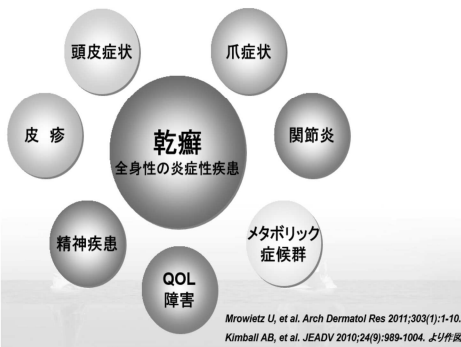 頭皮症状
爪症状
皮 疹
乾癬
全身性の炎症性疾患
関節炎
精神疾患
メタボリック
症候群
QOL
障害
Mrowietz U, et al. Arch Dermatol Res 2011;303(1):1-10.
Kimball AB, et al. JEADV 2010;24(9):989-1004. より作図